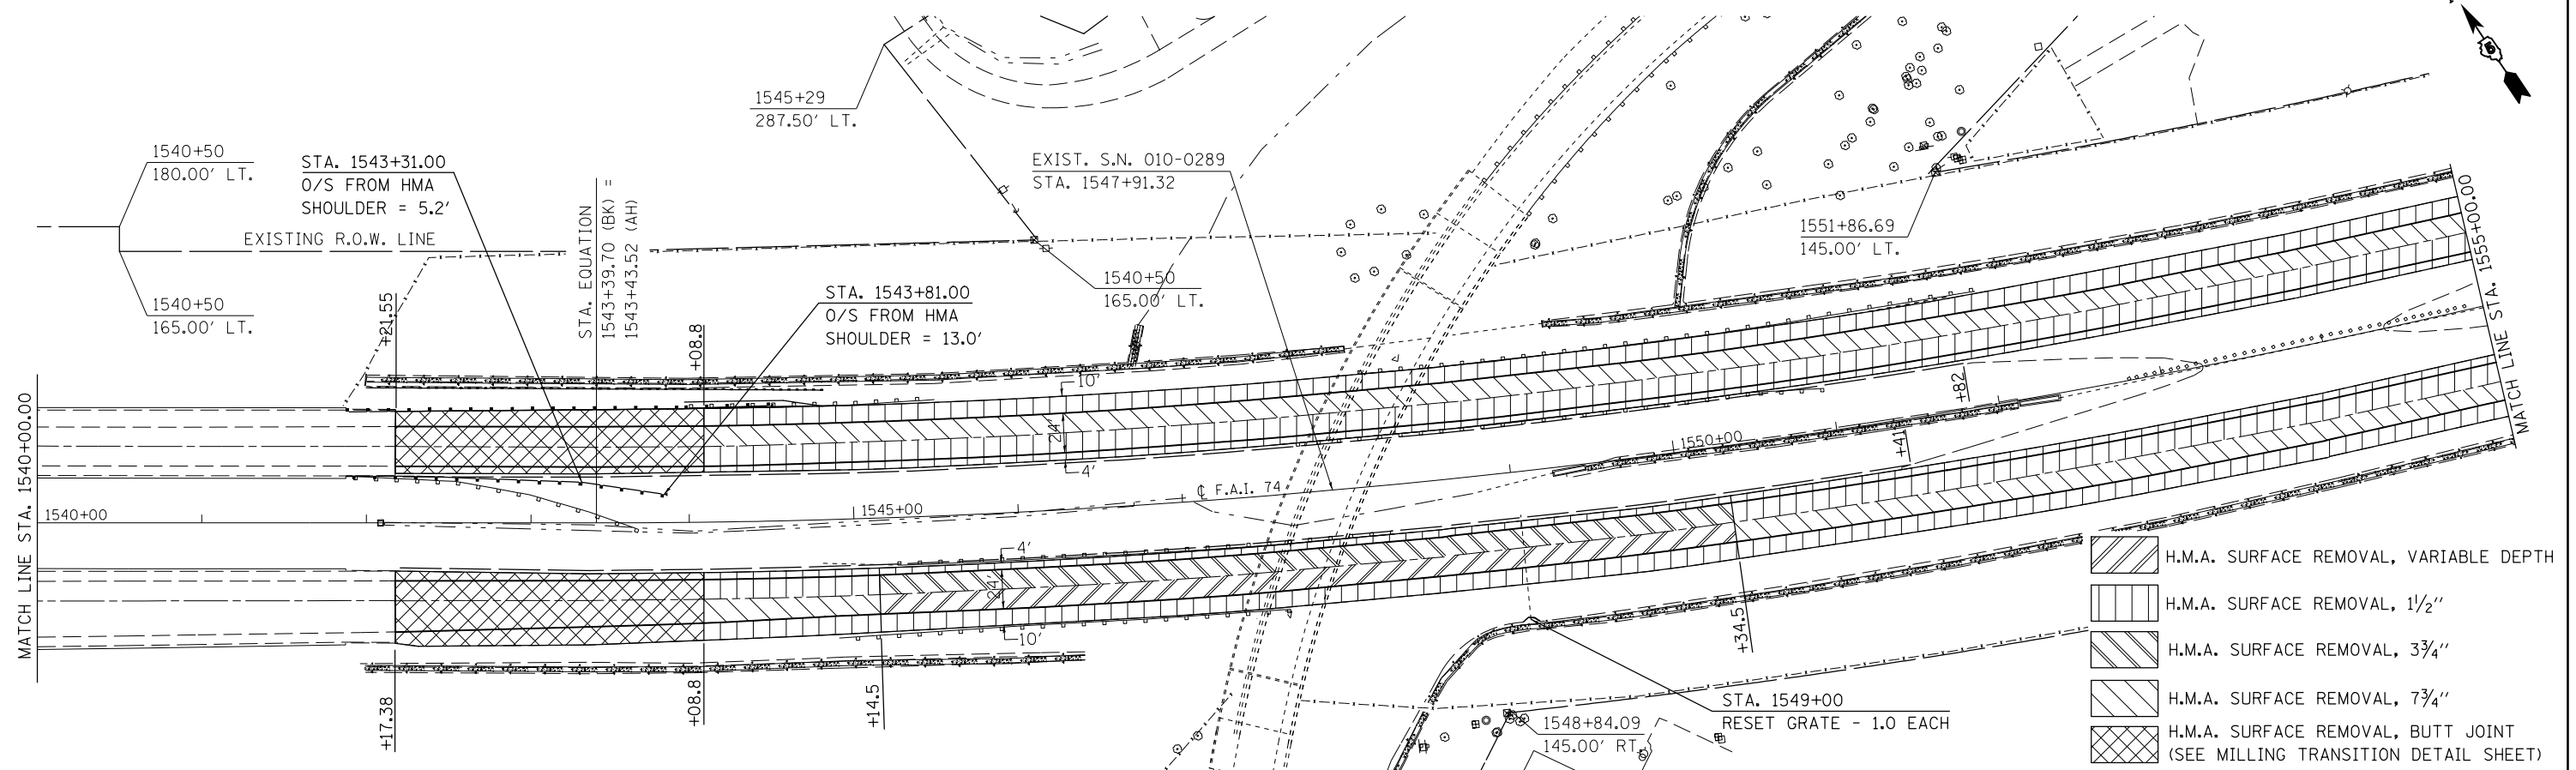 1545+29
287.50' LT.
1540+50
180.00' LT.
STA. 1543+31.00
O/S FROM HMA
SHOULDER = 5.2'
EXISTING R.O.W. LINE
1540+50
165.00' LT.
STA. EQUATION
1543+39.70 (BK) =
1543+43.52 (AH)
EXIST. S.N. 010-0289
STA. 1547+91.32
1540+50
165.00' LT.
STA. 1543+81.00
O/S FROM HMA
SHOULDER = 13.0'
1551+86.69
145.00' LT.
MATCH LINE STA. 1555+00.00
MATCH LINE STA. 1540+00.00
+21.55
+08.8
10'
24'
4'
+82
+41
1550+00
℄ F.A.I. 74
1540+00
1545+00
4'
24'
10'
+17.38
+08.8
+14.5
+34.5
STA. 1549+00
RESET GRATE - 1.0 EACH
1548+84.09
145.00' RT.
H.M.A. SURFACE REMOVAL, VARIABLE DEPTH
H.M.A. SURFACE REMOVAL, 1 1/2"
H.M.A. SURFACE REMOVAL, 3 3/4"
H.M.A. SURFACE REMOVAL, 7 3/4"
H.M.A. SURFACE REMOVAL, BUTT JOINT
(SEE MILLING TRANSITION DETAIL SHEET)